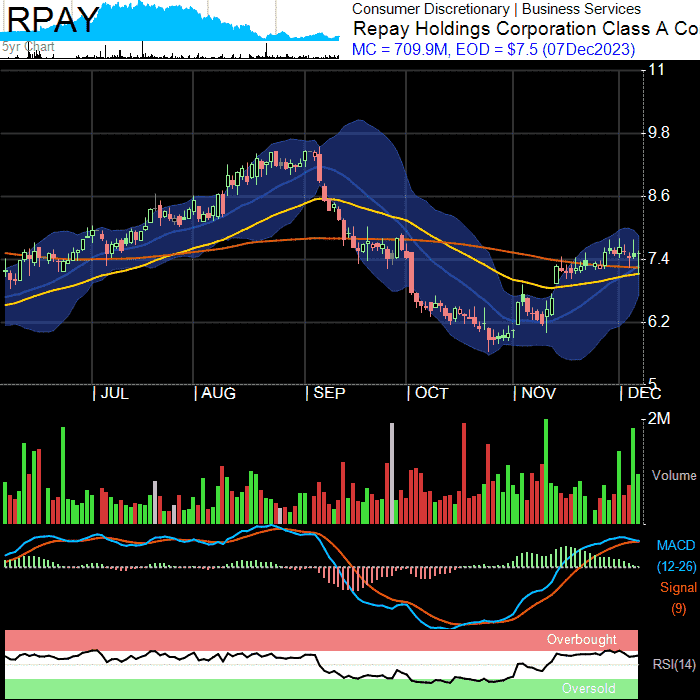 RPAY
5yr Chart
Consumer Discretionary | Business Services
Repay Holdings Corporation Class A Co
MC = 709.9M, EOD = $7.5 (07Dec2023)
11
9.8
8.6
7.4
6.2
5
| JUL | AUG | SEP | OCT | NOV | DEC
2M
Volume
MACD
(12-26)
Signal
(9)
Overbought
RSI(14)
Oversold